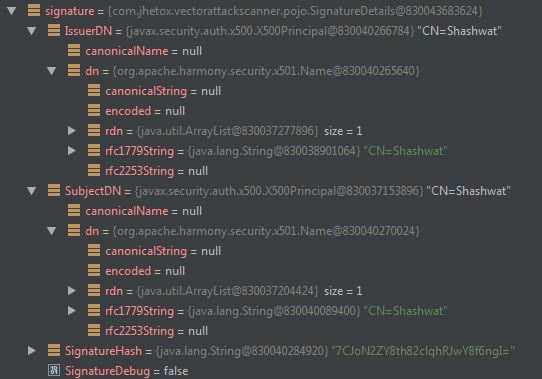 signature = {com.jhetox.vectorattackscanner.pojo.SignatureDetails@830043683624}
IssuerDN = {javax.security.auth.x500.X500Principal@830040266784} "CN=Shashwat"
canonicalName = null
dn = {org.apache.harmony.security.x501.Name@830040265640}
canonicalString = null
encoded = null
rdn = {java.util.ArrayList@830037277896} size = 1
rfc1779String = {java.lang.String@830038901064} "CN=Shashwat"
rfc2253String = null
SubjectDN = {javax.security.auth.x500.X500Principal@830037153896} "CN=Shashwat"
canonicalName = null
dn = {org.apache.harmony.security.x501.Name@830040270024}
canonicalString = null
encoded = null
rdn = {java.util.ArrayList@830037204424} size = 1
rfc1779String = {java.lang.String@830040089400} "CN=Shashwat"
rfc2253String = null
SignatureHash = {java.lang.String@830040284920} "7CJoN2ZY8th82clqhRJwY8f6ngI="
SignatureDebug = false